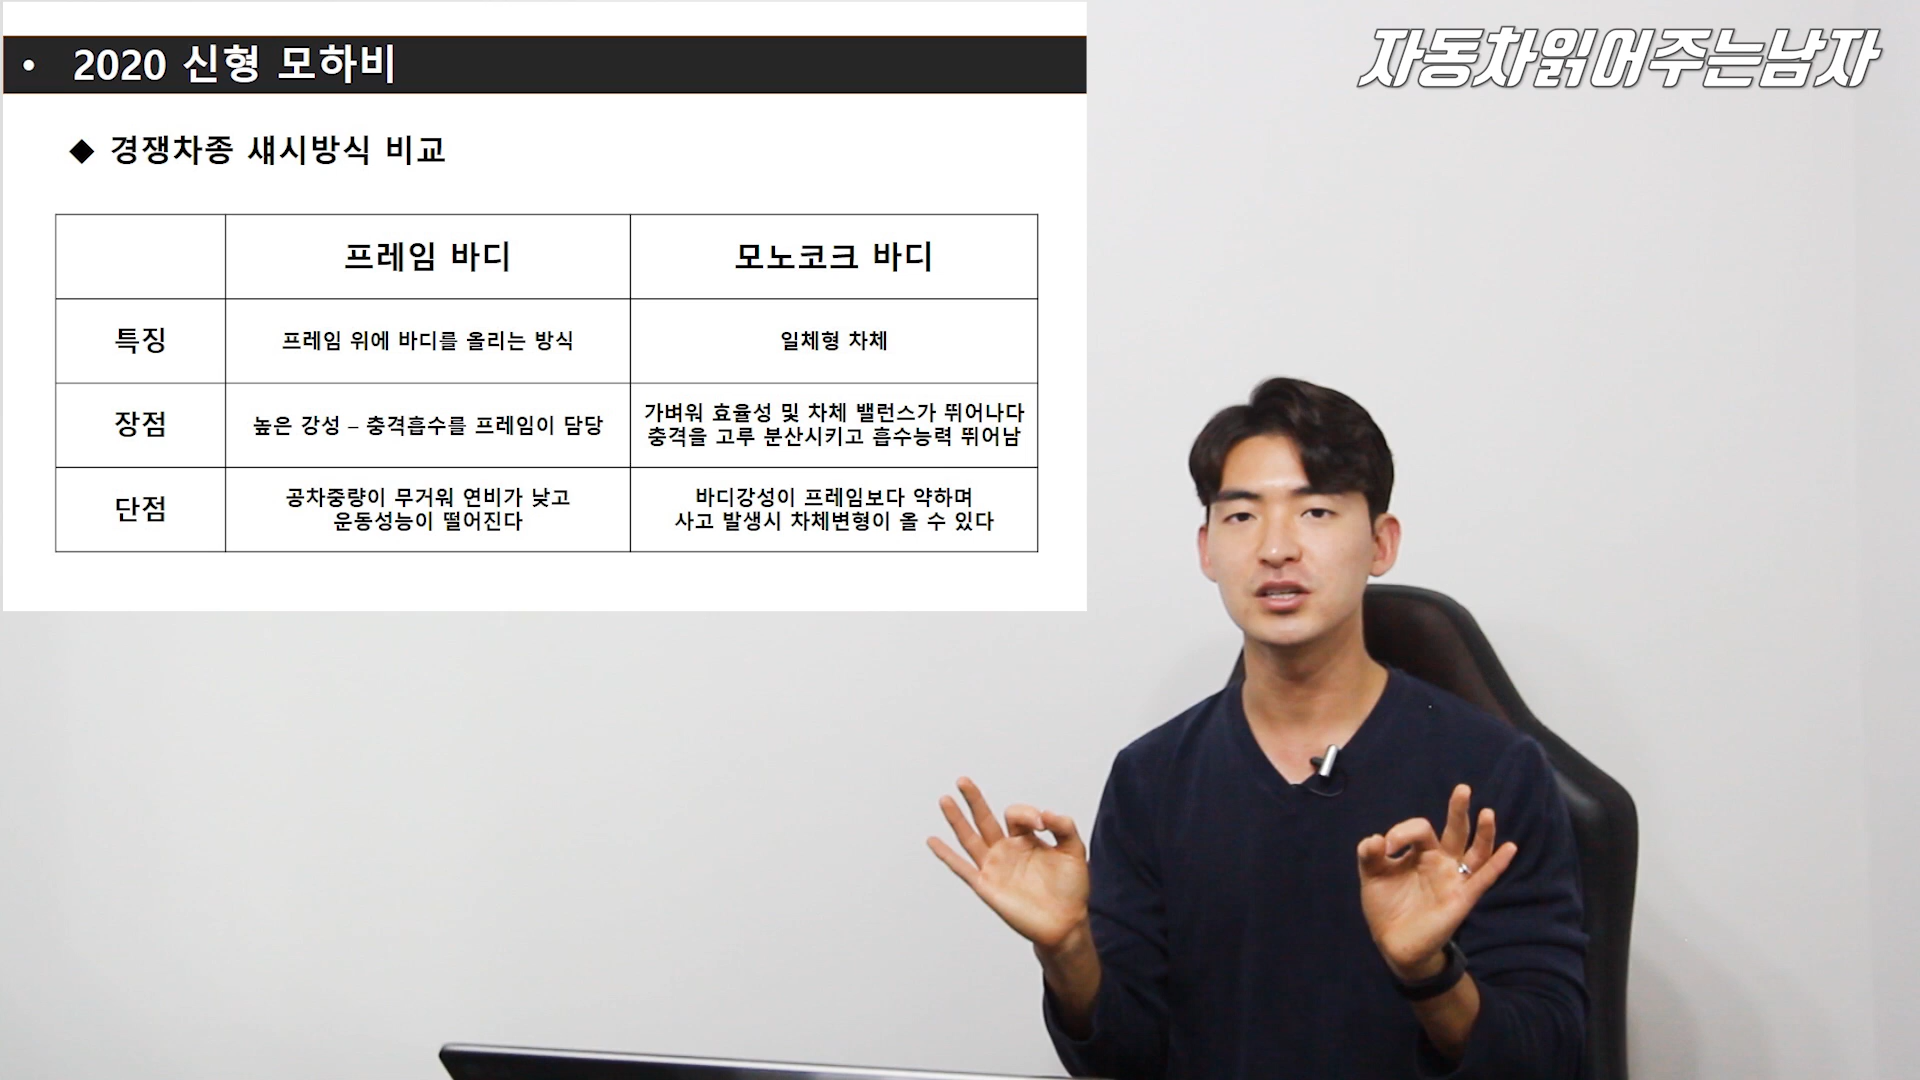 자동차읽어주는남자
• 2020 신형 모하비
◆ 경쟁차종 섀시방식 비교
프레임 바디
모노코크 바디
특징
프레임 위에 바디를 올리는 방식
일체형 차체
장점
높은 강성 – 충격흡수를 프레임이 담당
가벼워 효율성 및 차체 밸런스가 뛰어나다
충격을 고루 분산시키고 흡수능력 뛰어남
단점
공차중량이 무거워 연비가 낮고
운동성능이 떨어진다
바디강성이 프레임보다 약하며
사고 발생시 차체변형이 올 수 있다